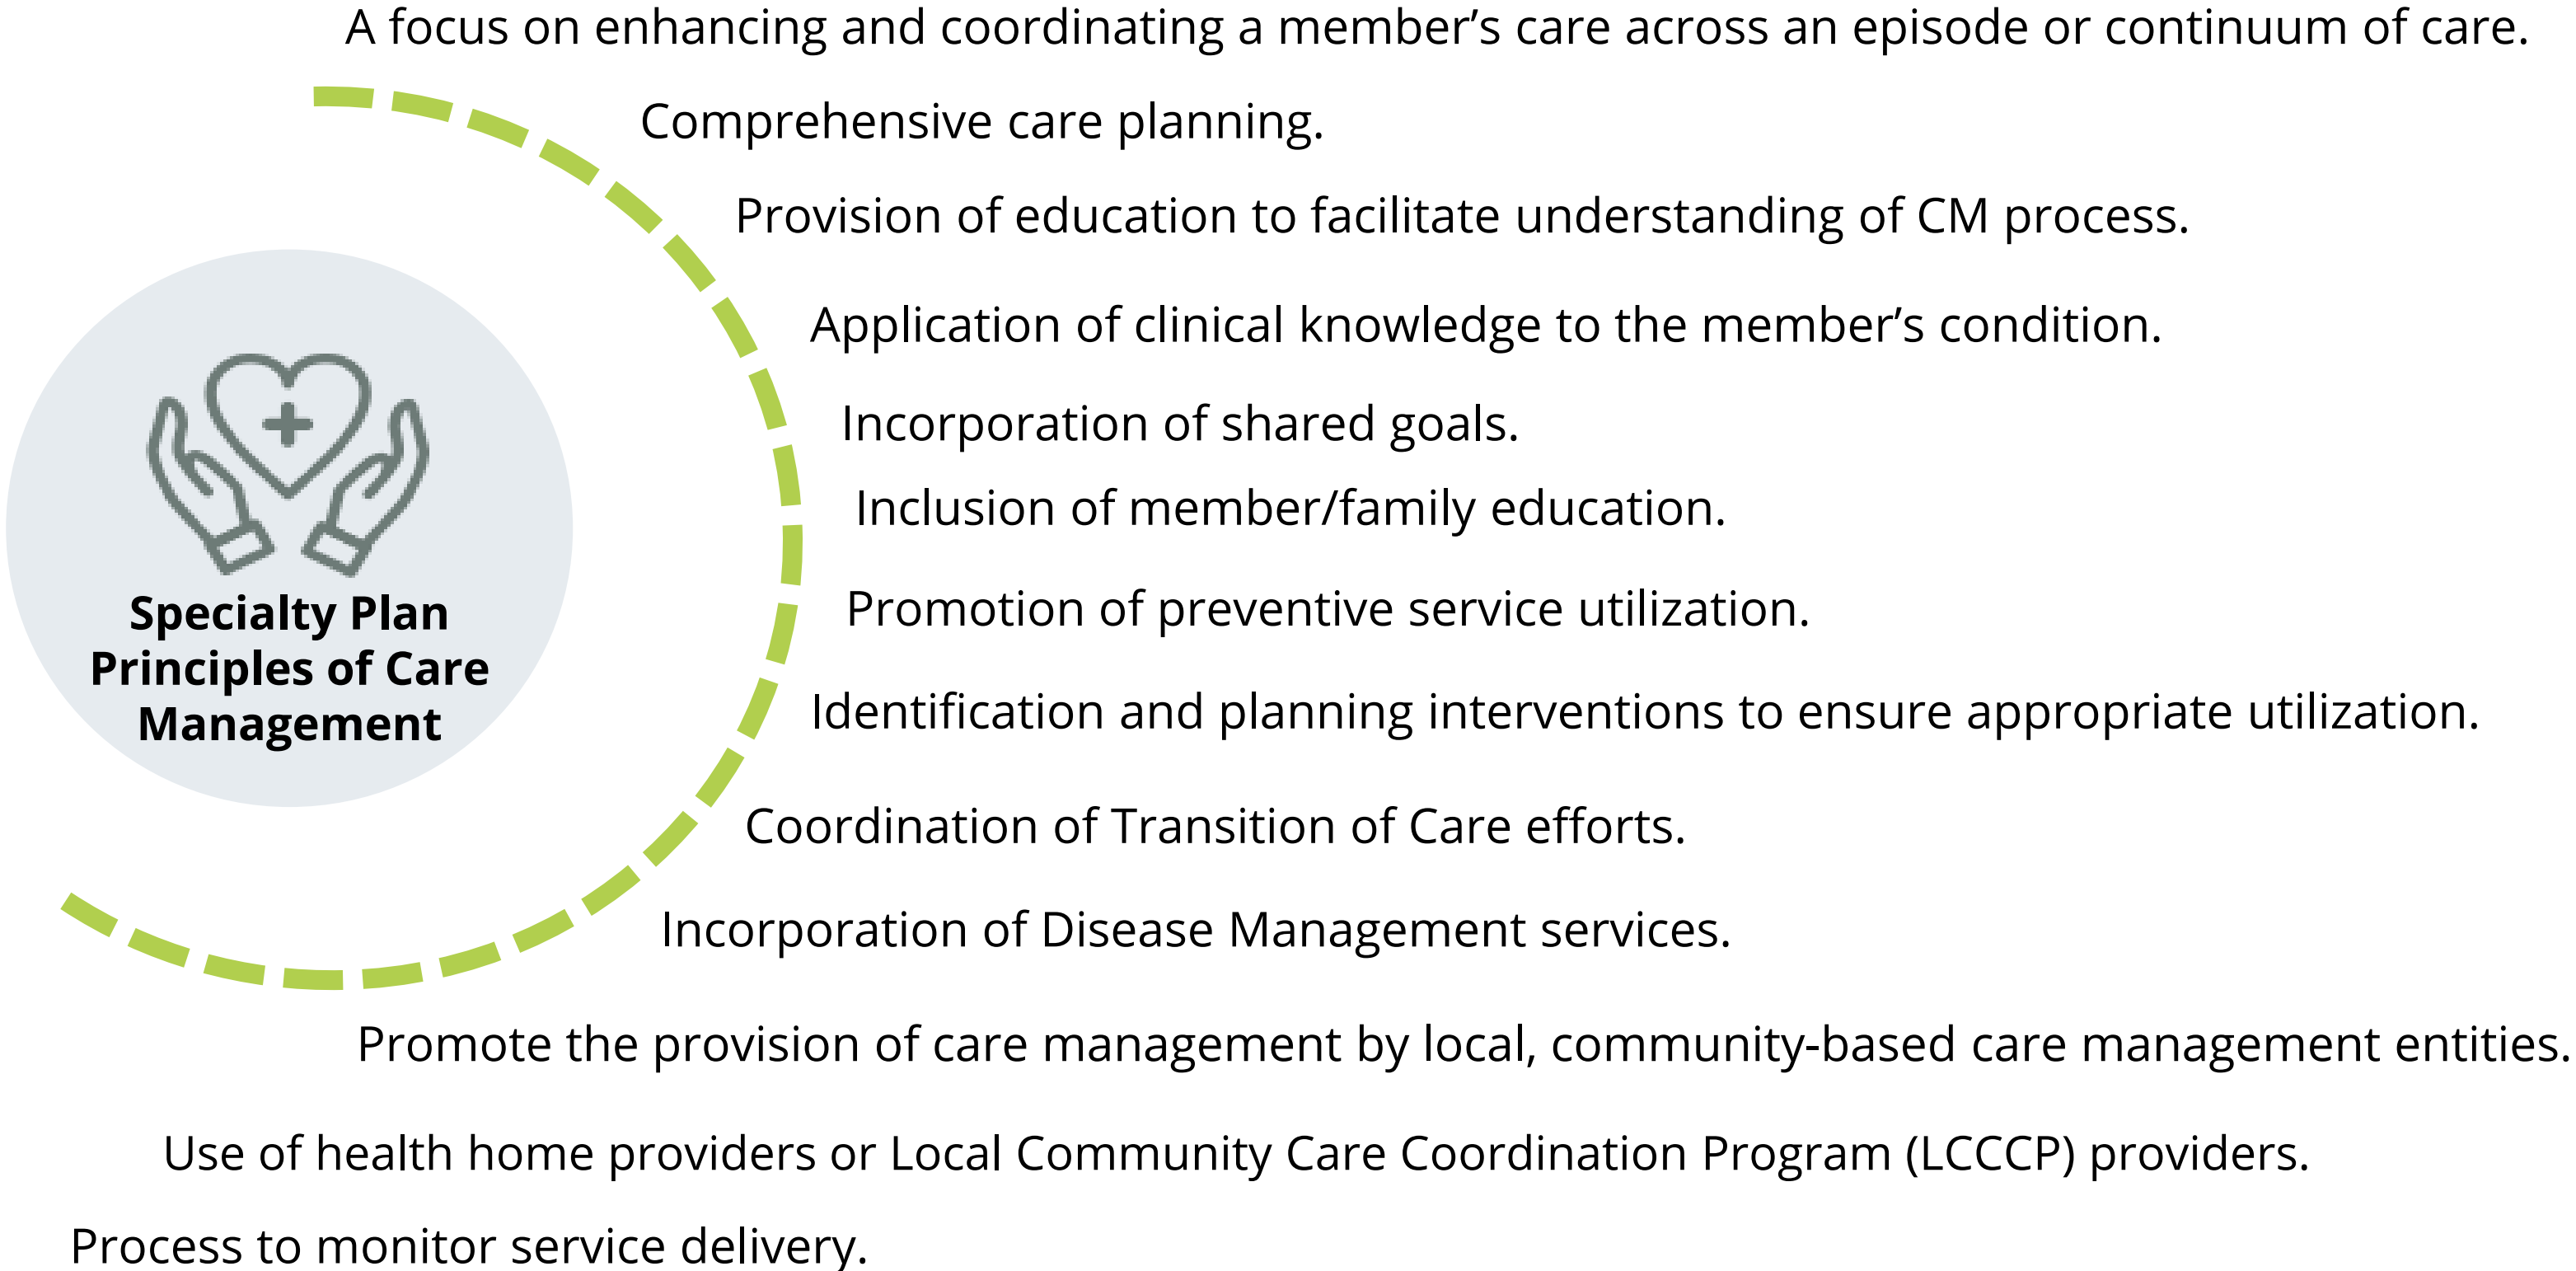 A focus on enhancing and coordinating a member’s care across an episode or continuum of care.
Comprehensive care planning.
Provision of education to facilitate understanding of CM process.
Application of clinical knowledge to the member’s condition.
Incorporation of shared goals.
Inclusion of member/family education.
Promotion of preventive service utilization.
Identification and planning interventions to ensure appropriate utilization.
Coordination of Transition of Care efforts.
Incorporation of Disease Management services.
Promote the provision of care management by local, community-based care management entities.
Use of health home providers or Local Community Care Coordination Program (LCCCP) providers.
Process to monitor service delivery.
Specialty Plan
Principles of Care
Management